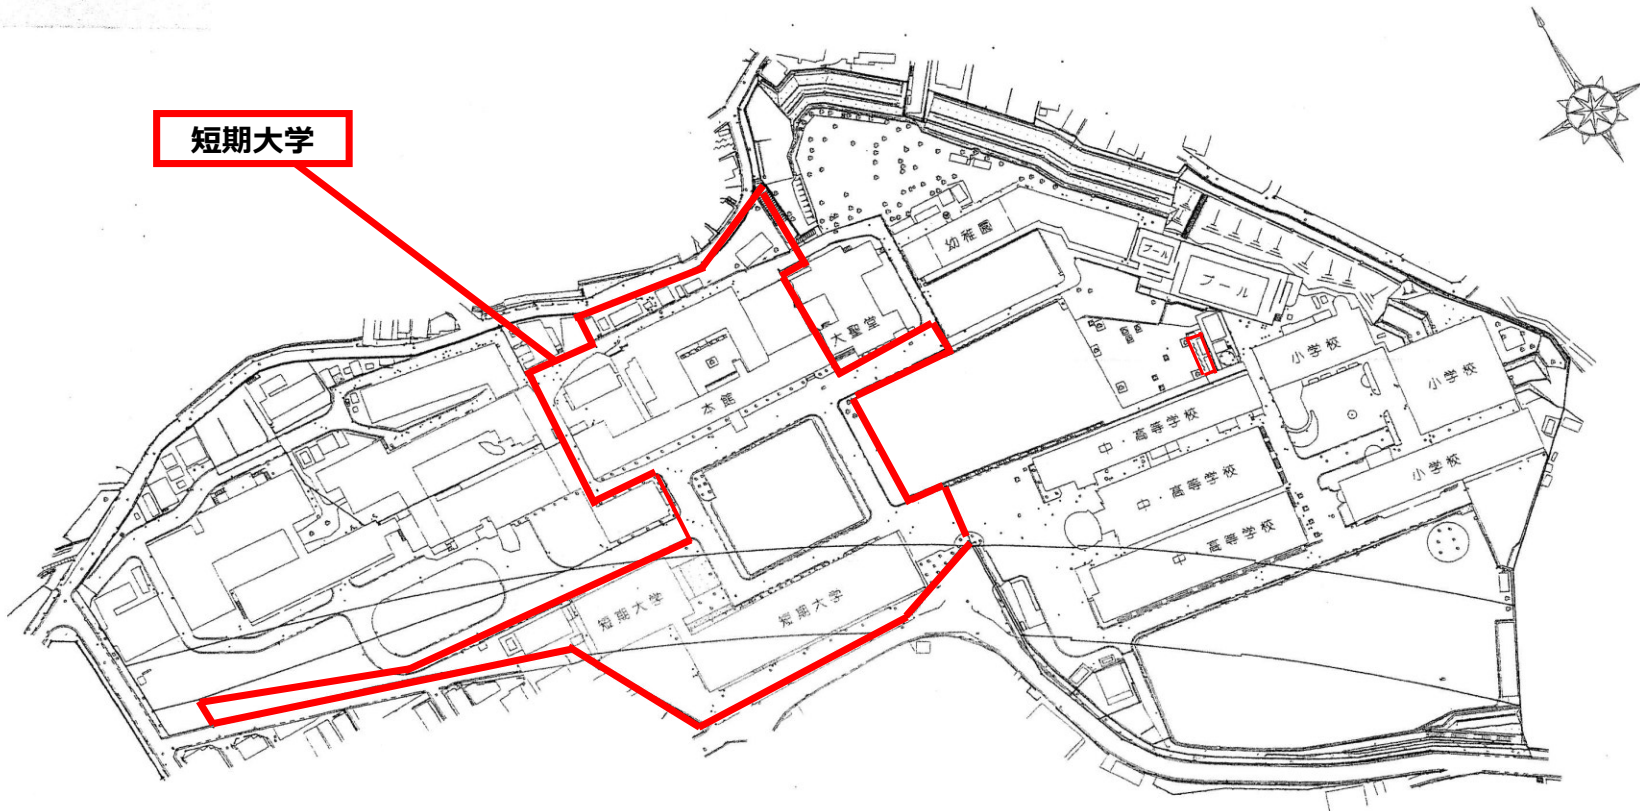 短期大学
幼稚園
プール
プール
大聖堂
本館
小学校
小学校
小学校
中・高等学校
中・高等学校
中・高等学校
短期大学
短期大学